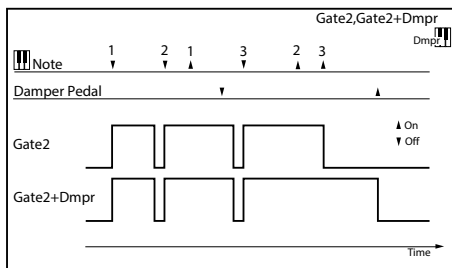 Gate2,Gate2+Dmpr
Dmpr
1 2 1 3 2 3
Note
Damper Pedal
On
Off
Gate2
Gate2+Dmpr
Time